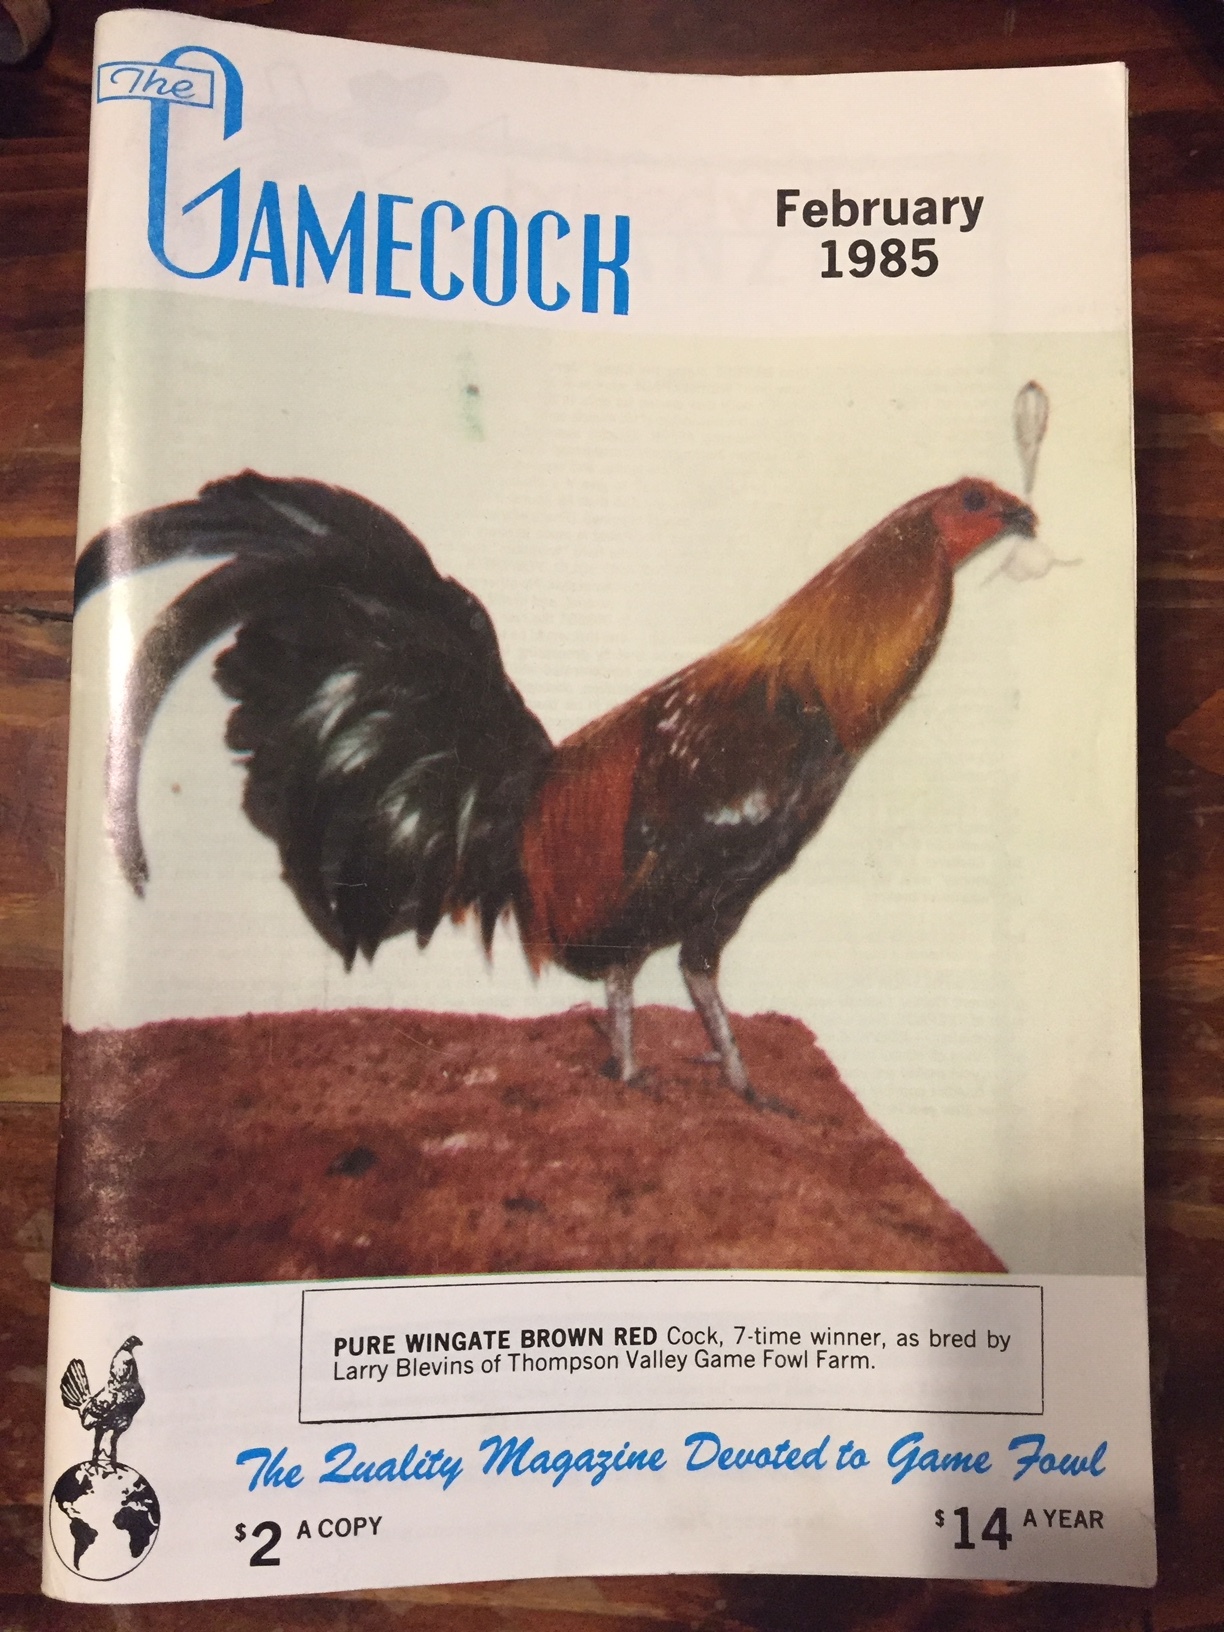 The
GAMECOCK
February
1985
PURE WINGATE BROWN RED Cock, 7-time winner, as bred by
Larry Blevins of Thompson Valley Game Fowl Farm.
The Quality Magazine Devoted to Game Fowl
$2 A COPY
$14 A YEAR